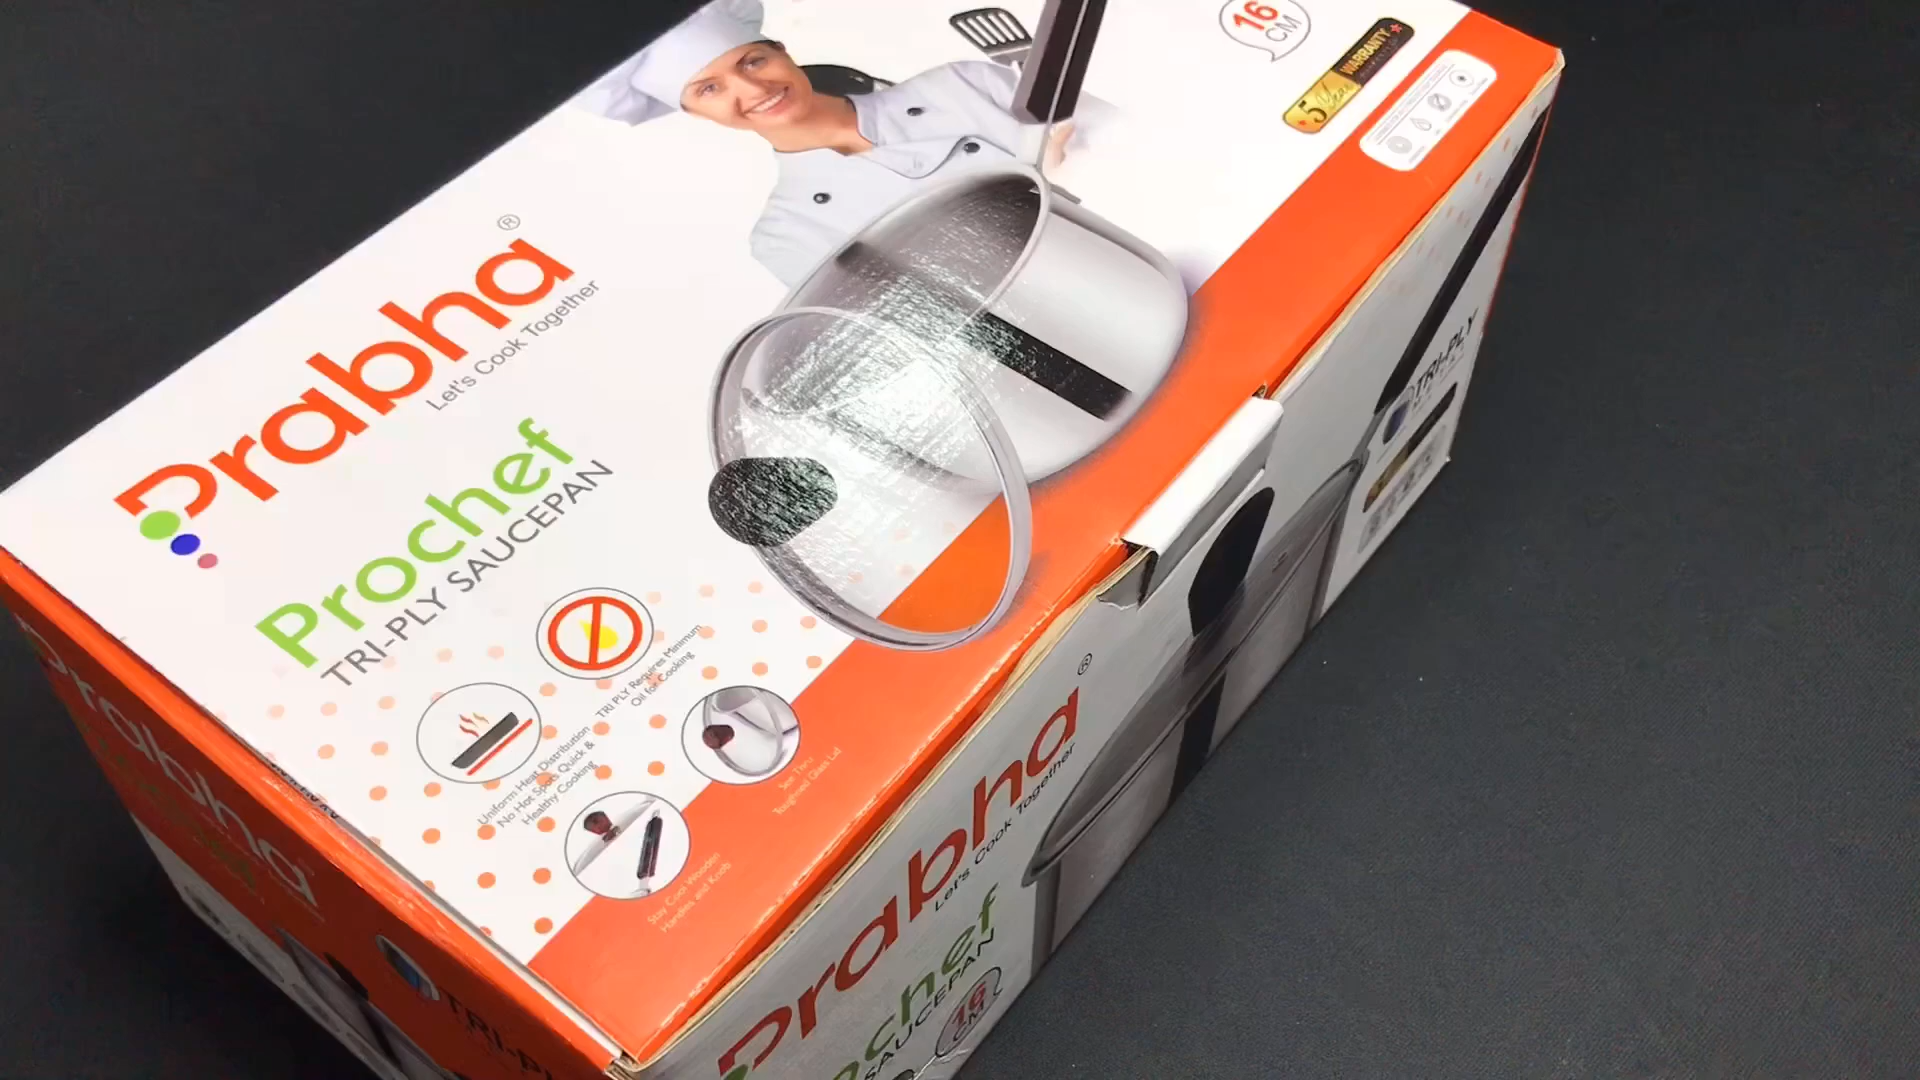 16
CM
5 Year WARRANTY
Prabha®
Let's Cook Together
Prochef
TRI-PLY SAUCEPAN
TRI PLY Requires Minimum
Oil for Cooking
Uniform Heat Distribution
No Hot Spots Quick &
Healthy Cooking
See Thru
Toughened Glass Lid
Stay Cool Wooden
Handles and Knob
TRI-PLY
Prabha®
Let's Cook Together
SAUCEPAN
16
CM
Prabha